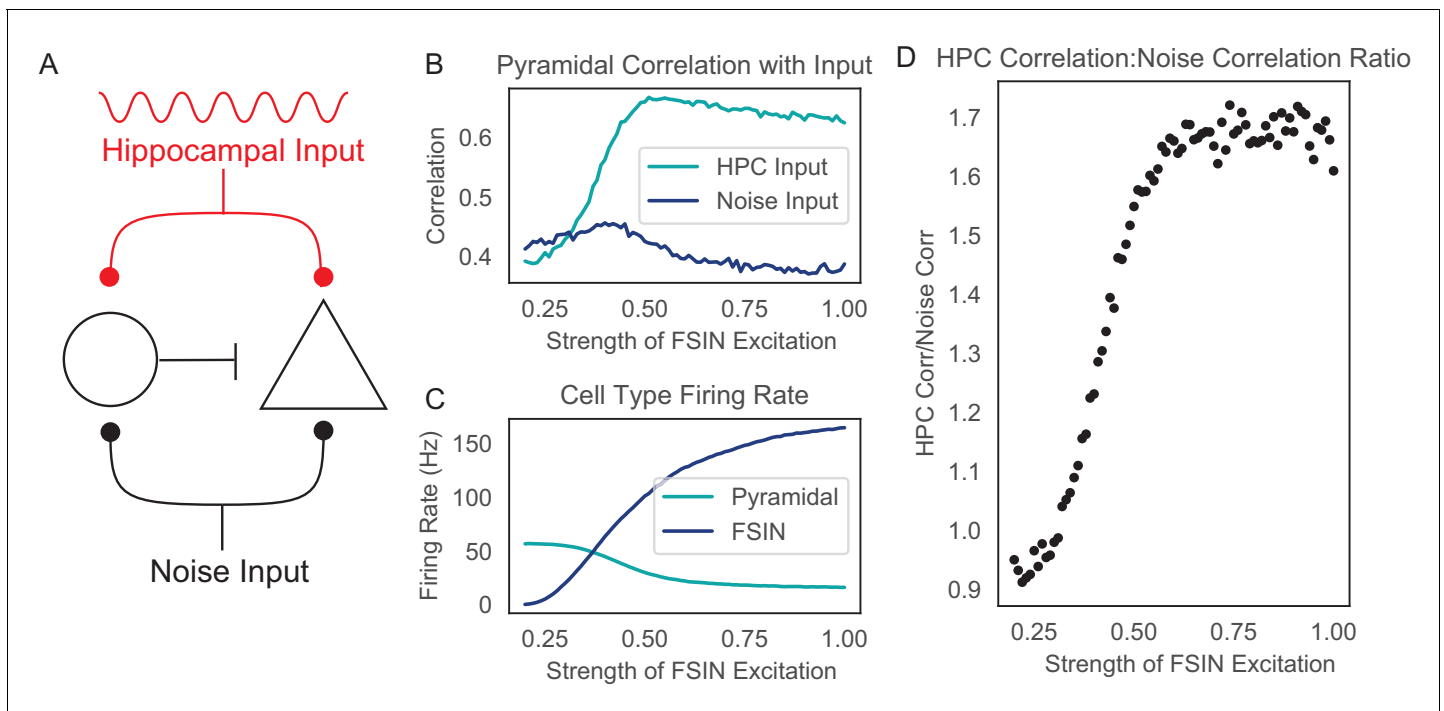 A
Hippocampal Input
Noise Input
B
Pyramidal Correlation with Input
Correlation
0.6
0.5
0.4
HPC Input
Noise Input
0.25 0.50 0.75 1.00
Strength of FSIN Excitation
C
Cell Type Firing Rate
Firing Rate (Hz)
150
100
50
0
Pyramidal
FSIN
0.25 0.50 0.75 1.00
Strength of FSIN Excitation
D
HPC Correlation:Noise Correlation Ratio
HPC Corr/Noise Corr
1.7
1.6
1.5
1.4
1.3
1.2
1.1
1.0
0.9
0.25 0.50 0.75 1.00
Strength of FSIN Excitation